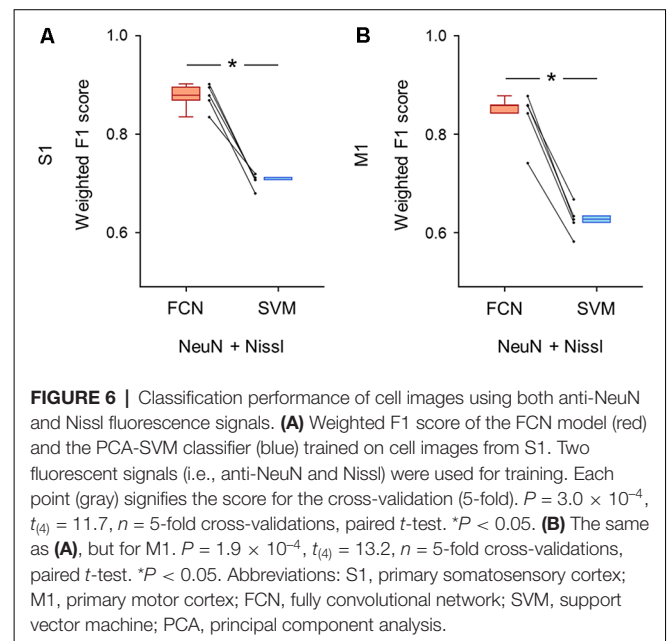 A
B
1.0
0.8
0.6
S1
Weighted F1 score
*
FCN SVM
NeuN + Nissl
1.0
0.8
0.6
M1
Weighted F1 score
*
FCN SVM
NeuN + Nissl
FIGURE 6 | Classification performance of cell images using both anti-NeuN
and Nissl fluorescence signals. (A) Weighted F1 score of the FCN model (red)
and the PCA-SVM classifier (blue) trained on cell images from S1. Two
fluorescent signals (i.e., anti-NeuN and Nissl) were used for training. Each
point (gray) signifies the score for the cross-validation (5-fold). P = 3.0 × 10⁻⁴,
t₍₄₎ = 11.7, n = 5-fold cross-validations, paired t-test. *P < 0.05. (B) The same
as (A), but for M1. P = 1.9 × 10⁻⁴, t₍₄₎ = 13.2, n = 5-fold cross-validations,
paired t-test. *P < 0.05. Abbreviations: S1, primary somatosensory cortex;
M1, primary motor cortex; FCN, fully convolutional network; SVM, support
vector machine; PCA, principal component analysis.